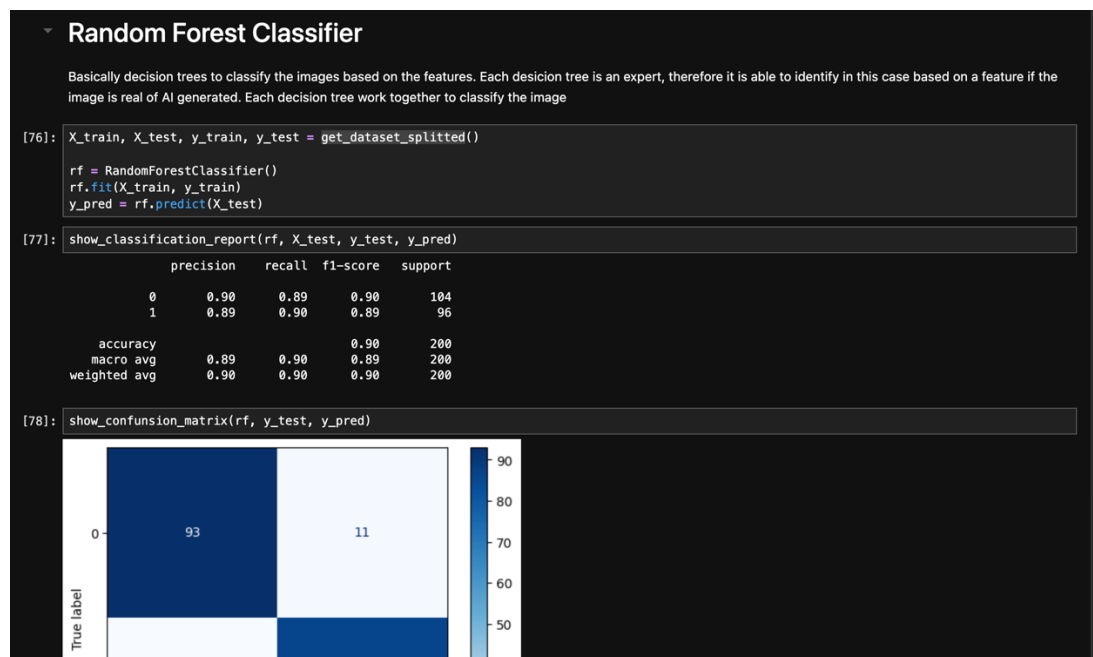 Random Forest Classifier
Basically decision trees to classify the images based on the features. Each desicion tree is an expert, therefore it is able to identify in this case based on a feature if the
image is real of AI generated. Each decision tree work together to classify the image
[76]: X_train, X_test, y_train, y_test = get_dataset_splitted()
rf = RandomForestClassifier()
rf.fit(X_train, y_train)
y_pred = rf.predict(X_test)
[77]: show_classification_report(rf, X_test, y_test, y_pred)
precision recall f1-score support
0 0.90 0.89 0.90 104
1 0.89 0.90 0.89 96
accuracy 0.90 200
macro avg 0.89 0.90 0.89 200
weighted avg 0.90 0.90 0.90 200
[78]: show_confunsion_matrix(rf, y_test, y_pred)
90
80
0 93 11
70
60
True label
50